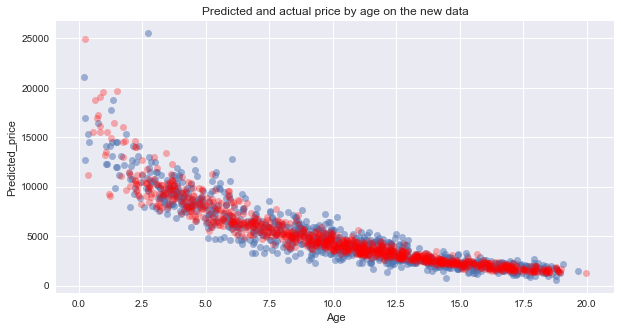 Predicted and actual price by age on the new data
Predicted_price
25000
20000
15000
10000
5000
0
0.0 2.5 5.0 7.5 10.0 12.5 15.0 17.5 20.0
Age